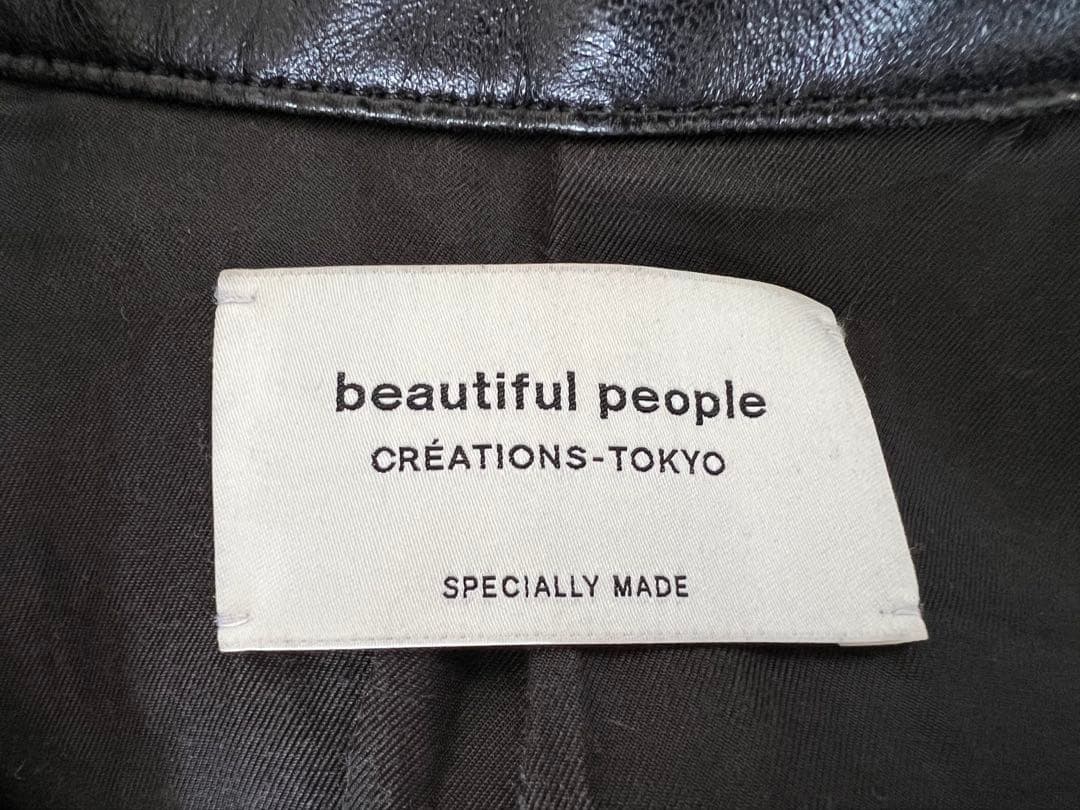 beautiful people
CRÉATIONS-TOKYO
SPECIALLY MADE